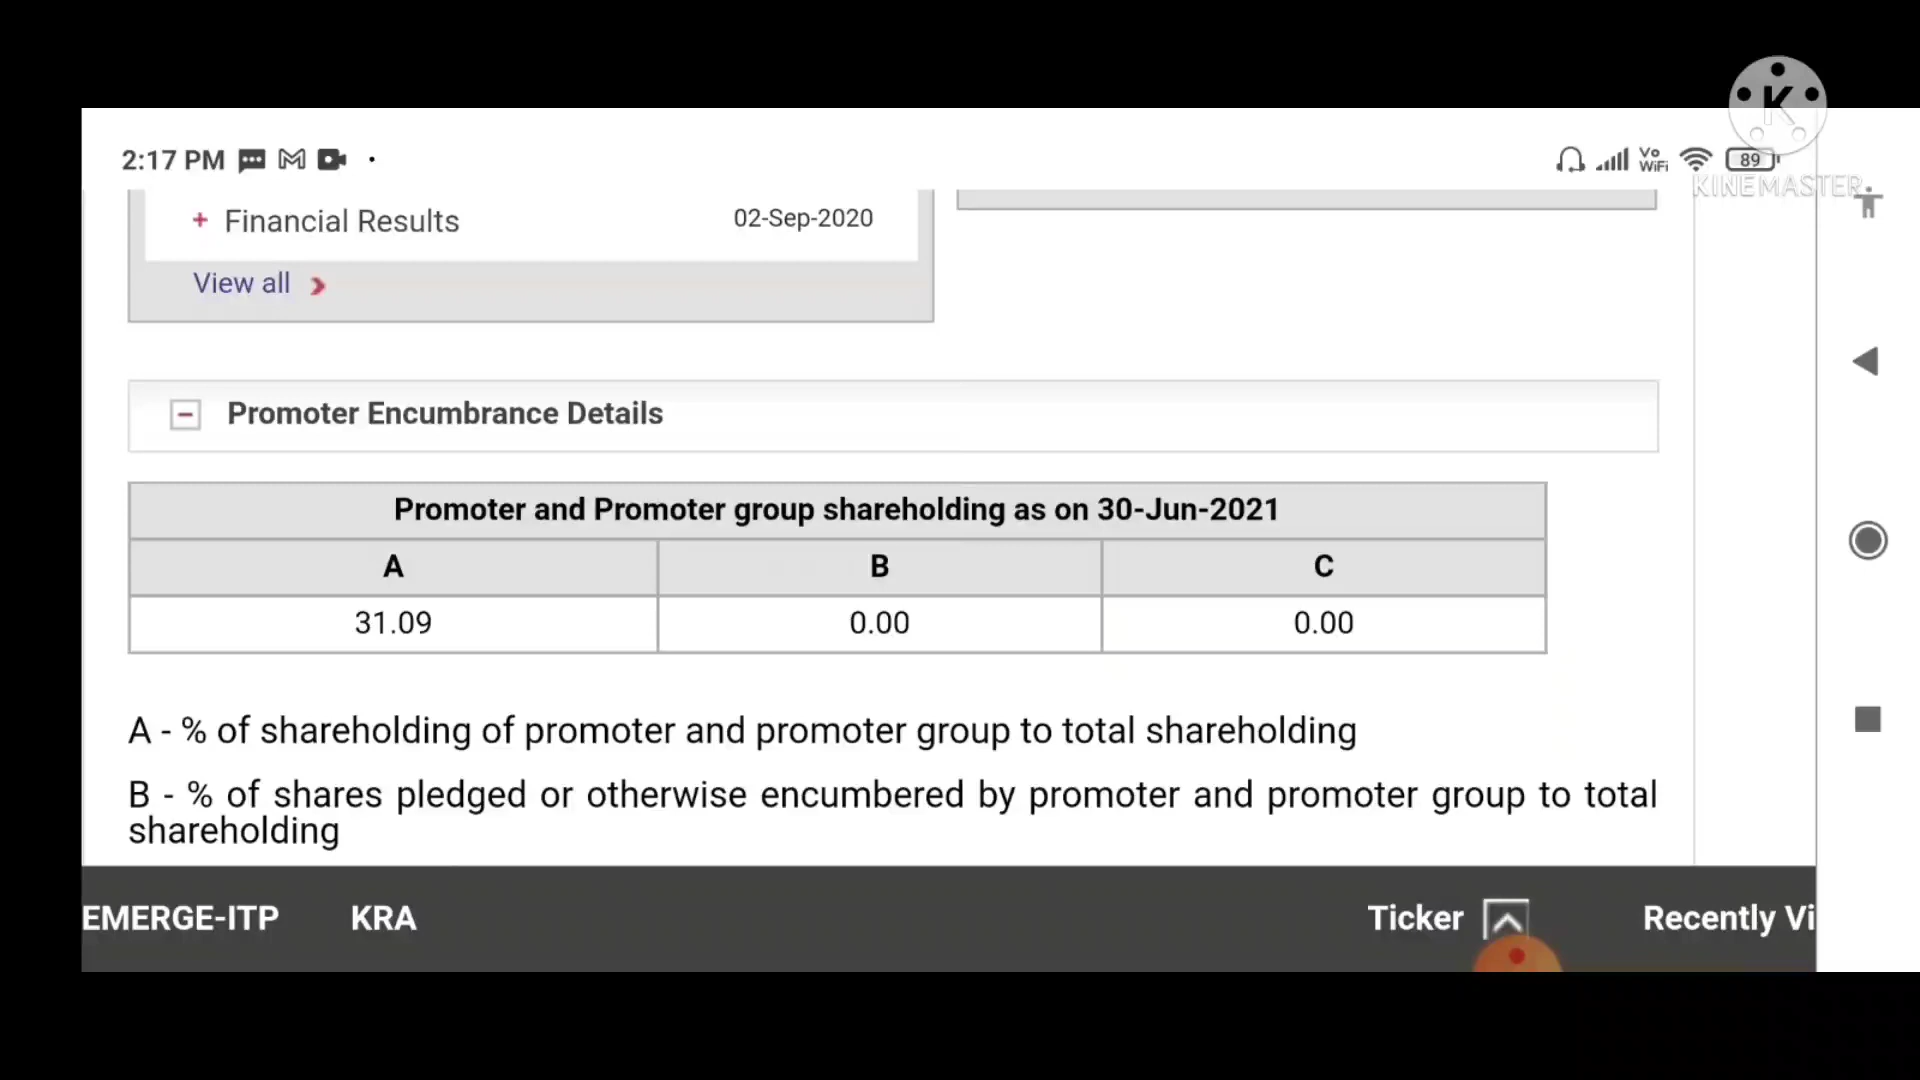 K
KINEMASTER
2:17 PM
Vo WiFi
89
+ Financial Results 02-Sep-2020
View all
Promoter Encumbrance Details
Promoter and Promoter group shareholding as on 30-Jun-2021
A B C
31.09 0.00 0.00
A - % of shareholding of promoter and promoter group to total shareholding
B - % of shares pledged or otherwise encumbered by promoter and promoter group to total
shareholding
EMERGE-ITP KRA Ticker Recently Vi